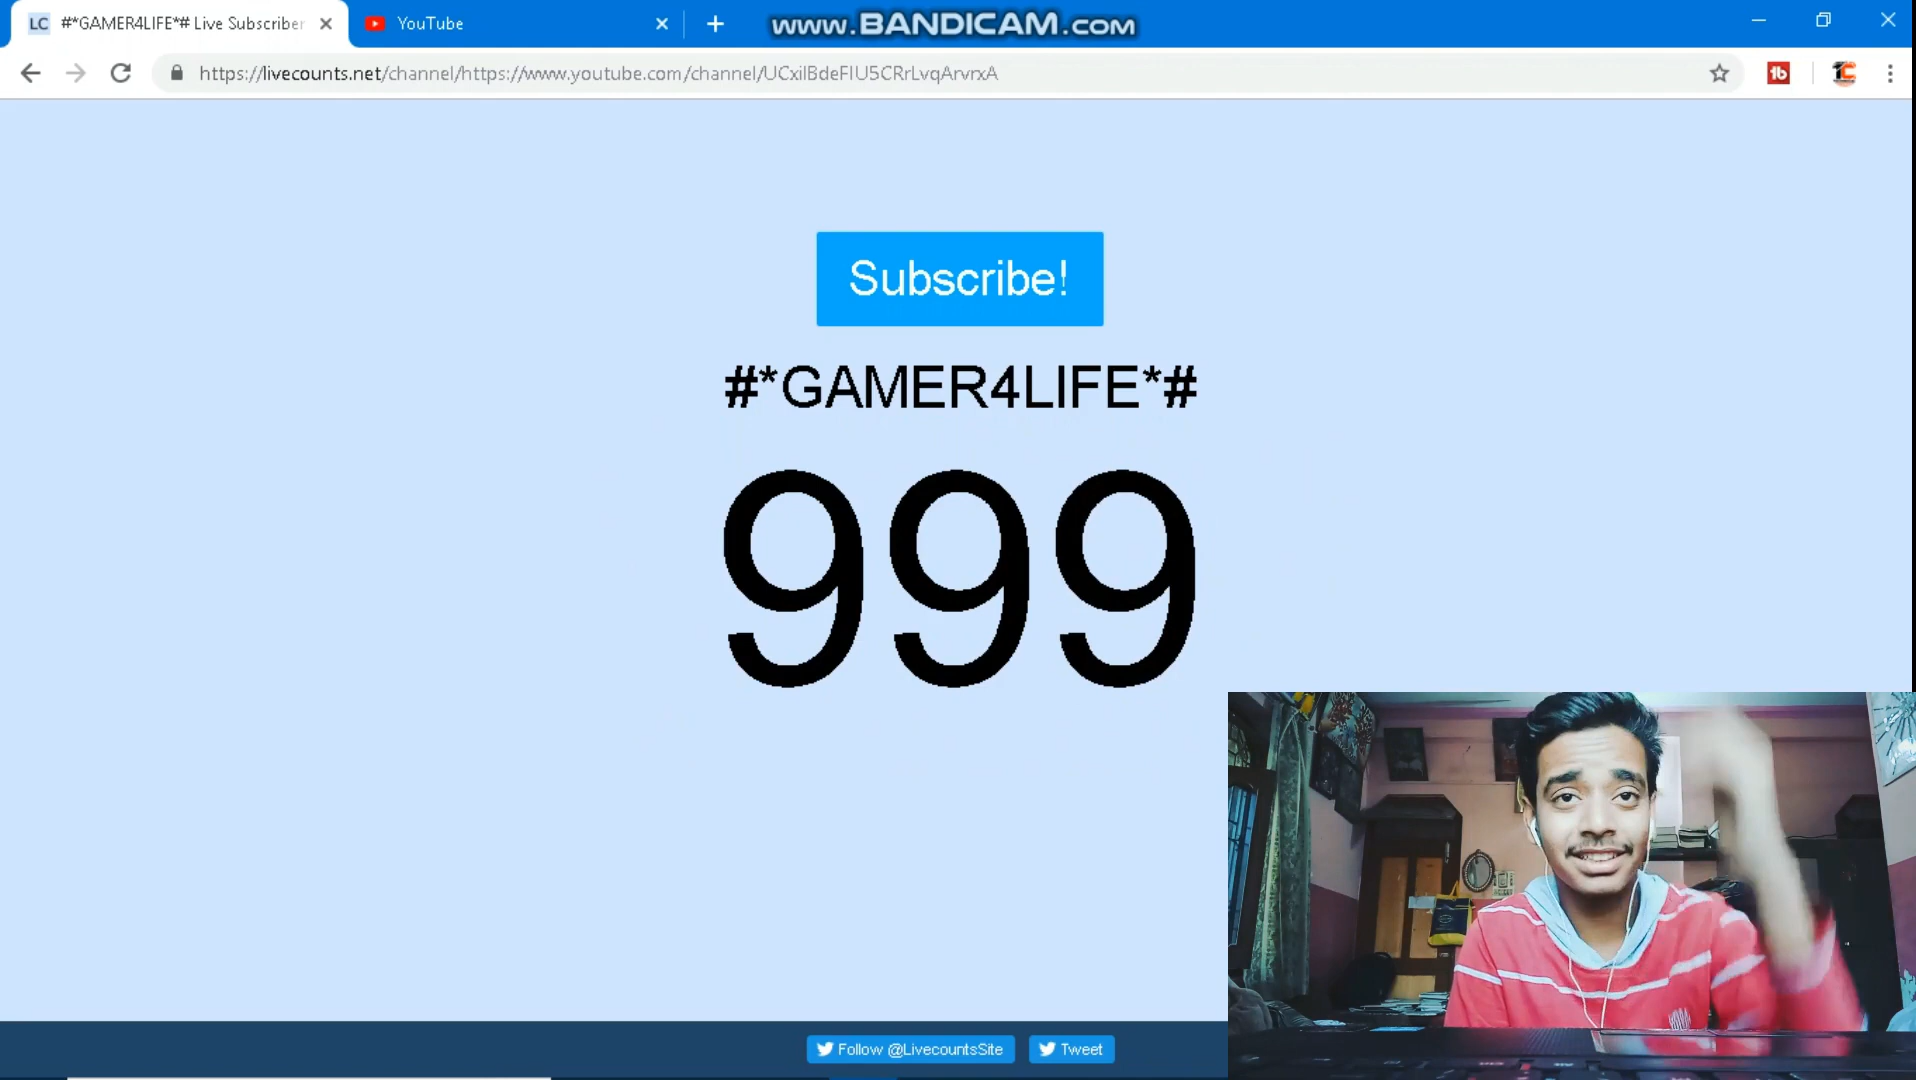 LC #*GAMER4LIFE*# Live Subscriber
YouTube
www.BANDICAM.com
https://livecounts.net/channel/https://www.youtube.com/channel/UCxilBdeFIU5CRrLvqArvrxA
Subscribe!
#*GAMER4LIFE*#
999
Follow @LivecountsSite
Tweet